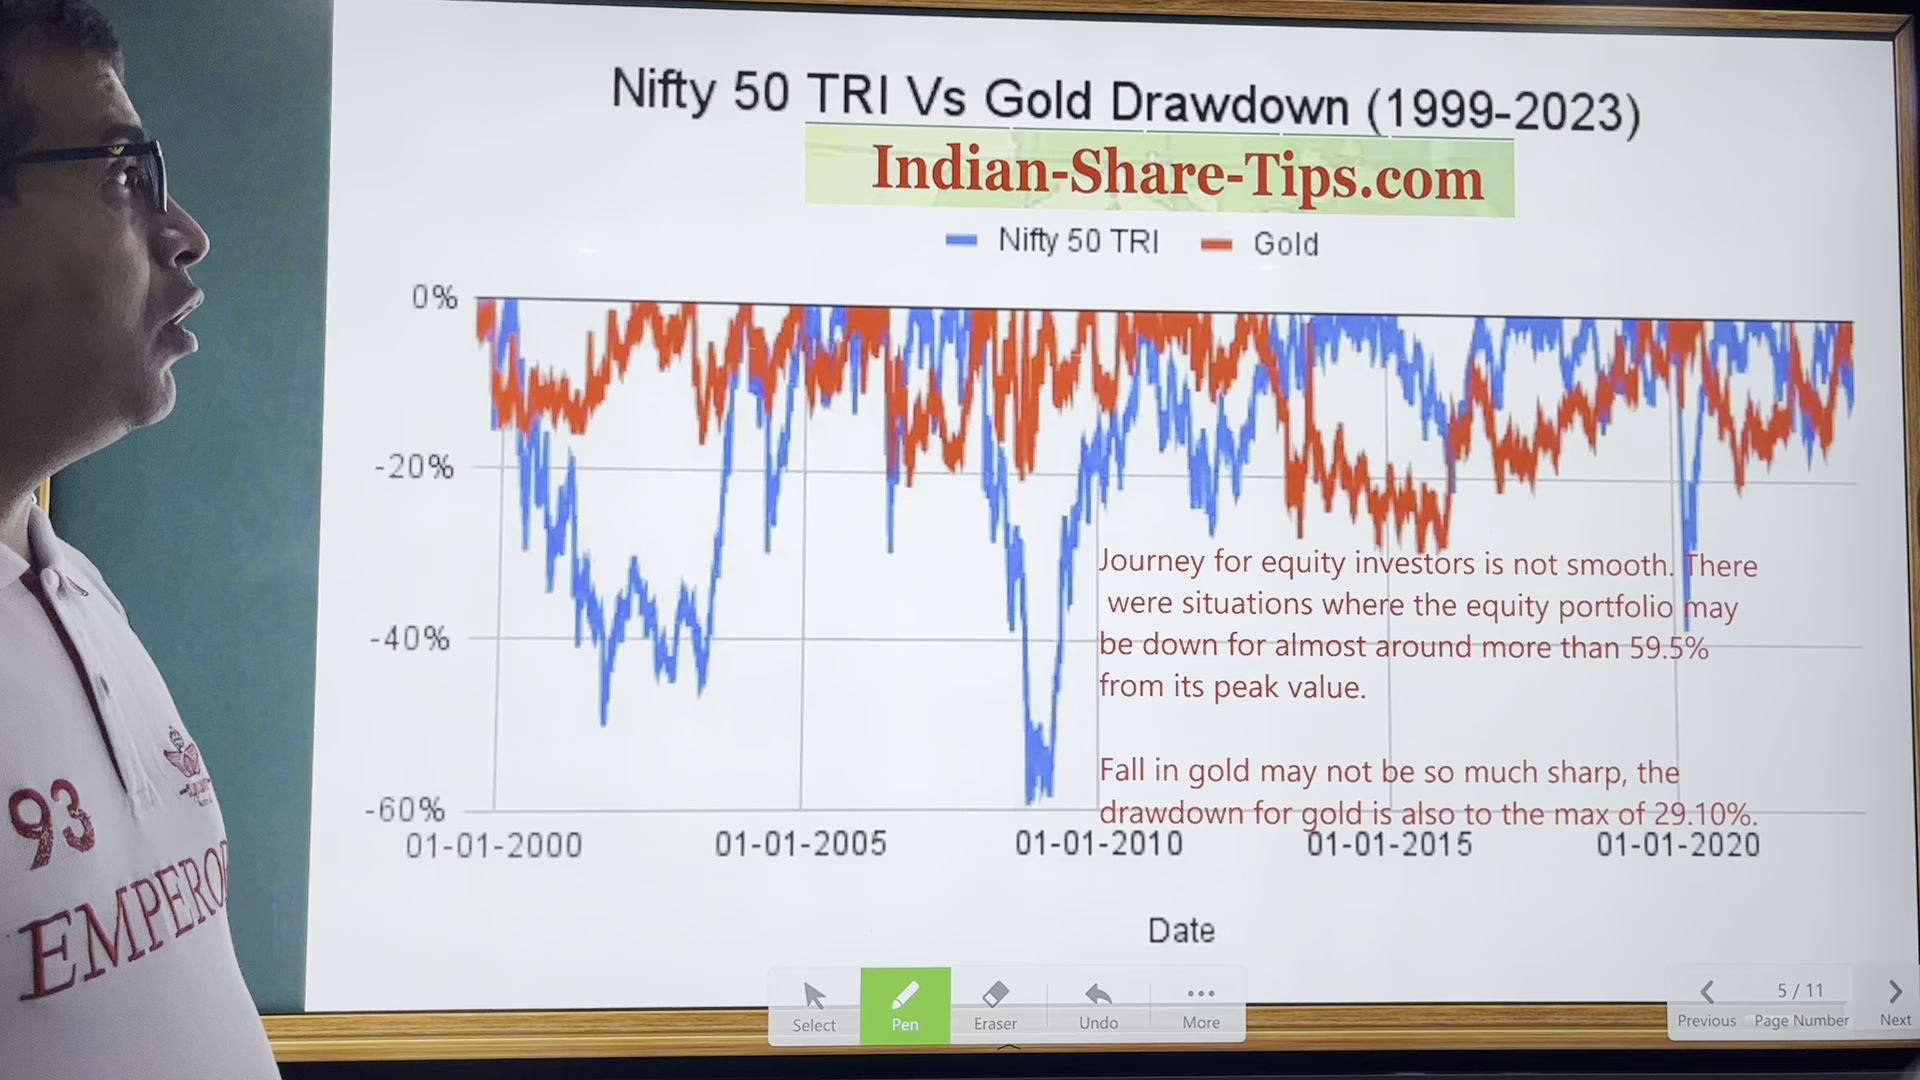 Nifty 50 TRI Vs Gold Drawdown (1999-2023)
Indian-Share-Tips.com
Nifty 50 TRI Gold
0%
-20%
-40%
-60%
Journey for equity investors is not smooth. There
were situations where the equity portfolio may
be down for almost around more than 59.5%
from its peak value.
Fall in gold may not be so much sharp, the
drawdown for gold is also to the max of 29.10%.
01-01-2000 01-01-2005 01-01-2010 01-01-2015 01-01-2020
Date
93
EMPEROR
Select Pen Eraser Undo More
5 / 11
Previous Page Number Next